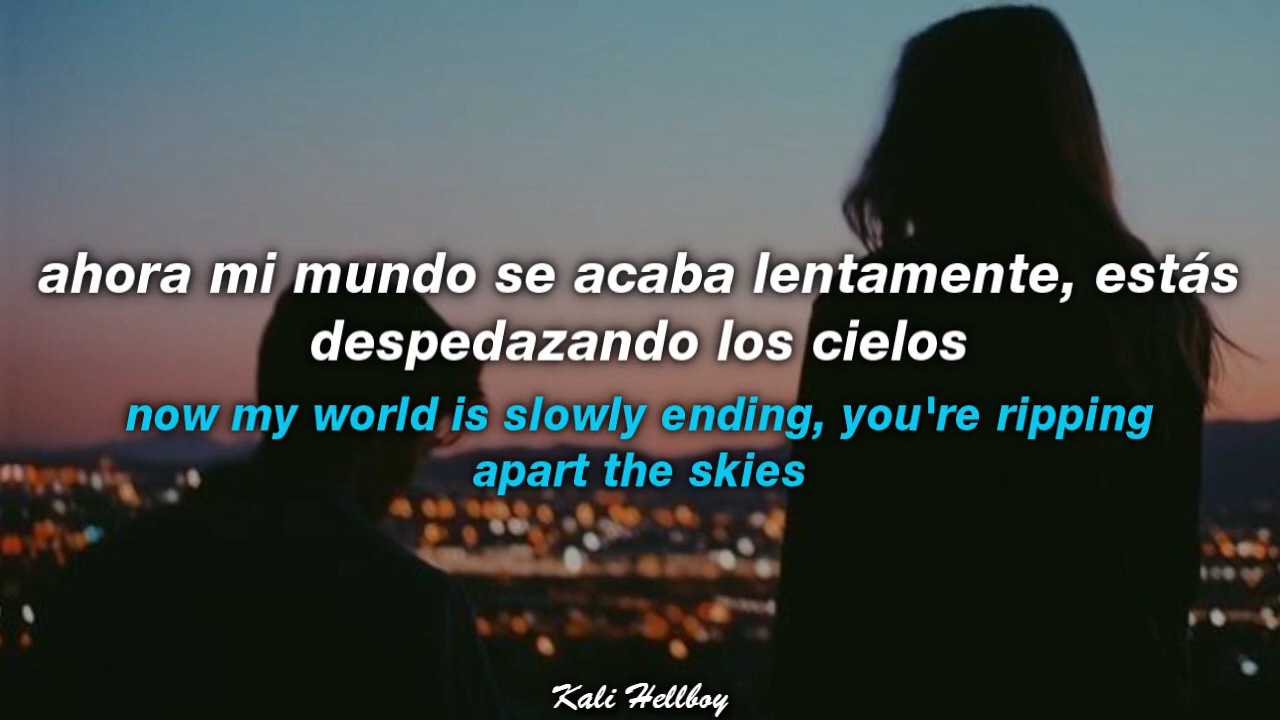 ahora mi mundo se acaba lentamente, estás
despedazando los cielos
now my world is slowly ending, you're ripping
apart the skies
Kali Hellboy